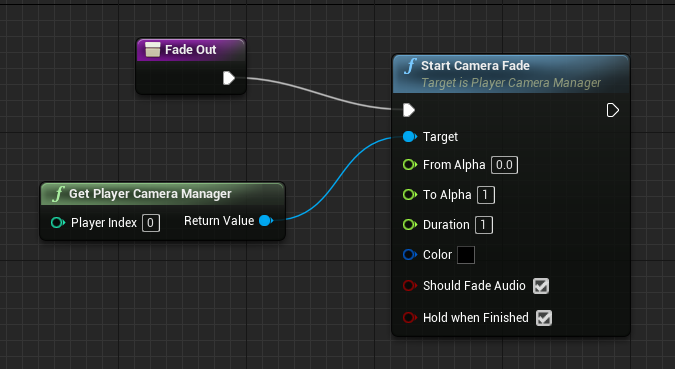 Fade Out
Start Camera Fade
Target is Player Camera Manager
Target
From Alpha 0.0
To Alpha 1
Duration 1
Color
Should Fade Audio
Hold when Finished
Get Player Camera Manager
Player Index 0 Return Value